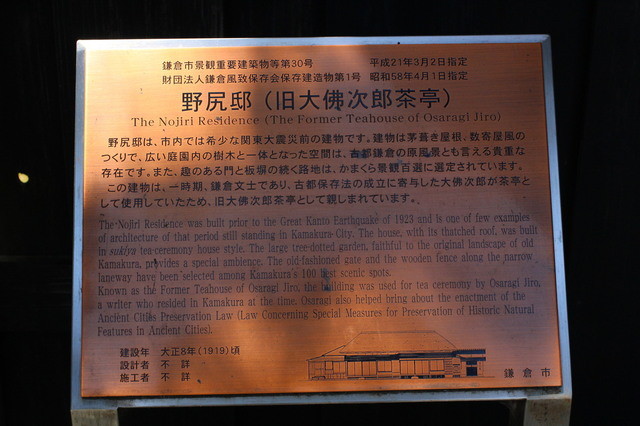 鎌倉市景観重要建築物等第30号　平成21年3月2日指定
財団法人鎌倉風致保存会保存建造物第1号　昭和58年4月1日指定
野尻邸（旧大佛次郎茶亭）
The Nojiri Residence (The Former Teahouse of Osaragi Jiro)
野尻邸は、市内では希少な関東大震災前の建物です。建物は茅葺き屋根、数寄屋風の
つくりで、広い庭園内の樹木と一体となった空間は、古都鎌倉の原風景とも言える貴重な
存在です。また、趣のある門と板塀の続く路地は、かまくら景観百選に選定されています。
この建物は、一時期、鎌倉文士であり、古都保存法の成立に寄与した大佛次郎が茶亭と
して使用していたため、旧大佛次郎茶亭として親しまれています。
The Nojiri Residence was built prior to the Great Kanto Earthquake of 1923 and is one of few examples
of architecture of that period still standing in Kamakura City. The house, with its thatched roof, was built
in sukiya tea-ceremony house style. The large tree-dotted garden, faithful to the original landscape of old
Kamakura, provides a special ambience. The old-fashioned gate and the wooden fence along the narrow
laneway have been selected among Kamakura's 100 best scenic spots.
Known as the Former Teahouse of Osaragi Jiro, the building was used for tea ceremony by Osaragi Jiro,
a writer who resided in Kamakura at the time. Osaragi also helped bring about the enactment of the
Ancient Cities Preservation Law (Law Concerning Special Measures for Preservation of Historic Natural
Features in Ancient Cities).
建設年　大正8年(1919)頃
設計者　不　詳
施工者　不　詳
鎌倉市